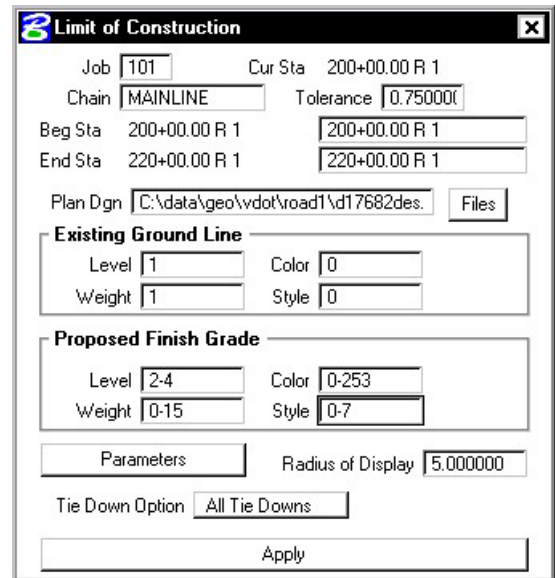 Limit of Construction
Job 101 Cur Sta 200+00.00 R 1
Chain MAINLINE Tolerance 0.75000(
Beg Sta 200+00.00 R 1 200+00.00 R 1
End Sta 220+00.00 R 1 220+00.00 R 1
Plan Dgn C:\data\geo\vdot\road1\d17682des. Files
Existing Ground Line
Level 1 Color 0
Weight 1 Style 0
Proposed Finish Grade
Level 2-4 Color 0-253
Weight 0-15 Style 0-7
Parameters Radius of Display 5.000000
Tie Down Option All Tie Downs
Apply